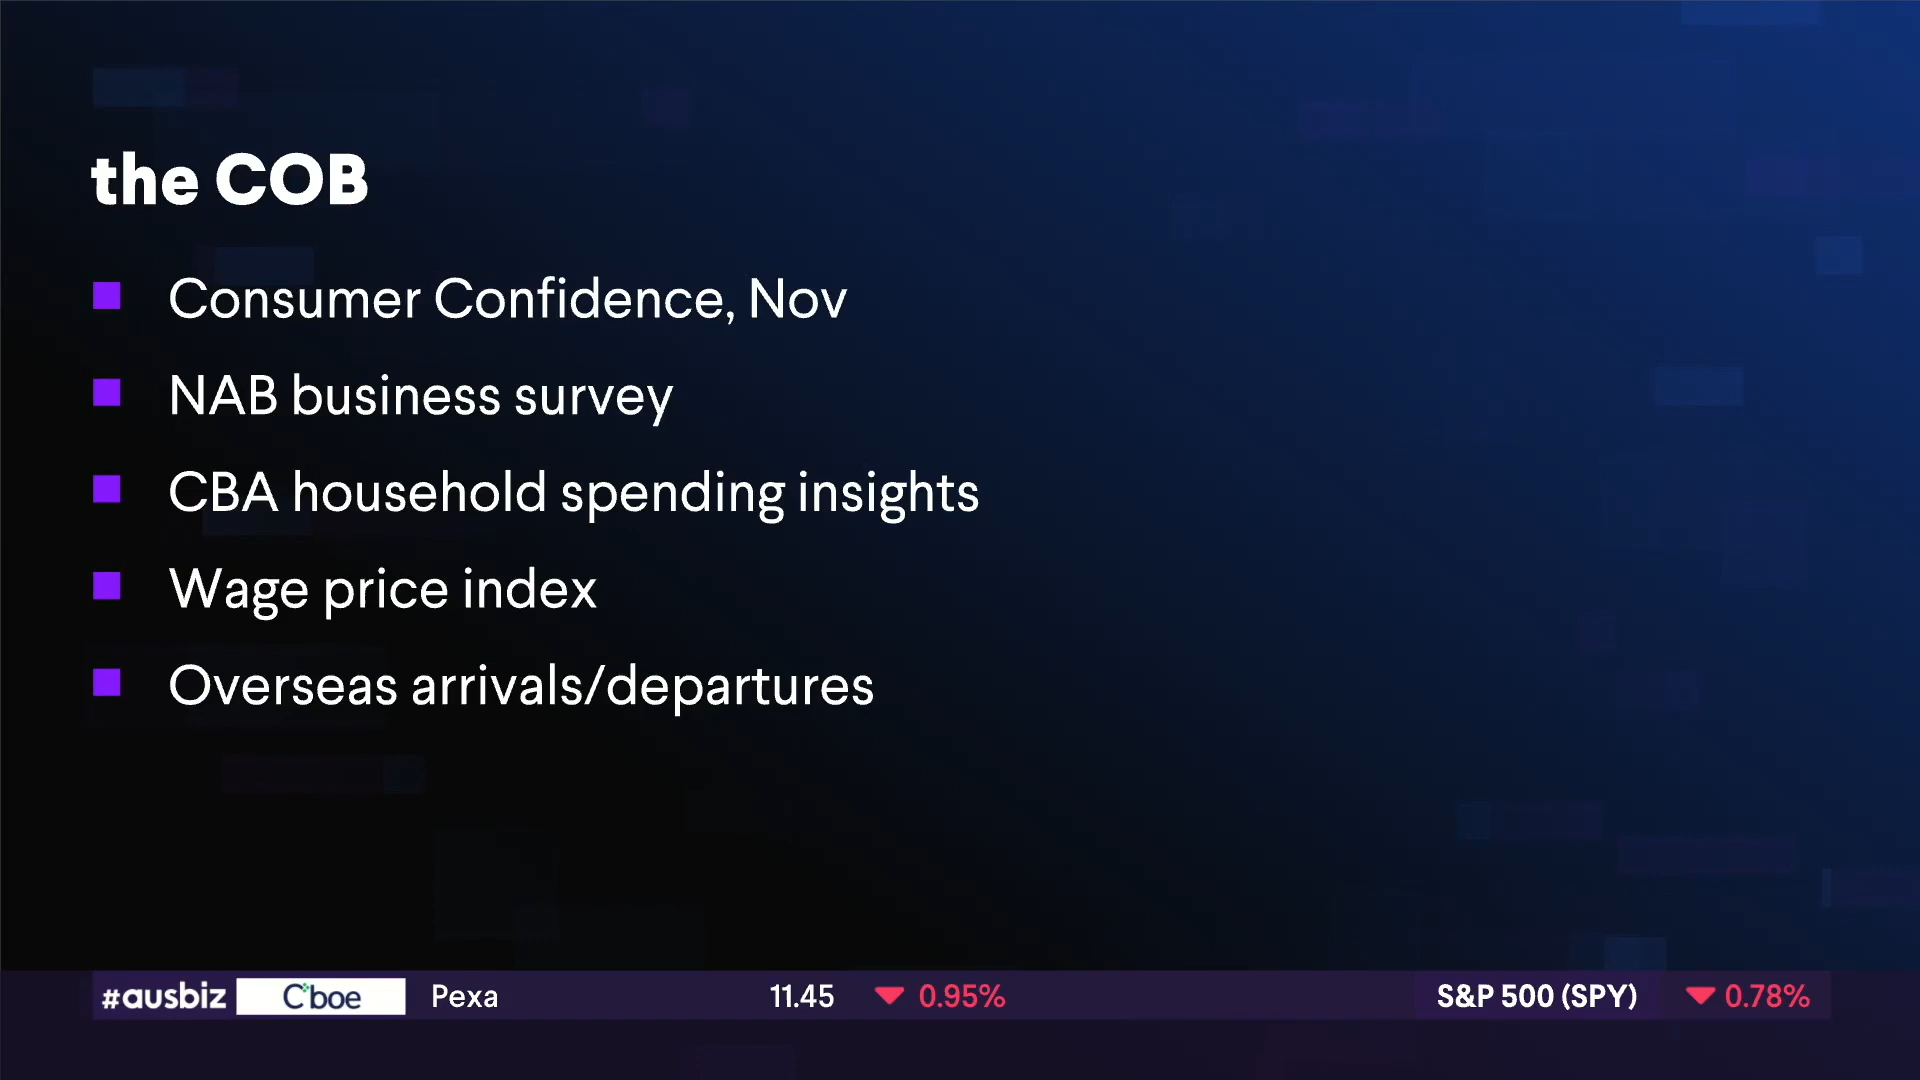 the COB
Consumer Confidence, Nov
NAB business survey
CBA household spending insights
Wage price index
Overseas arrivals/departures
#ausbiz Cboe Pexa 11.45 0.95% S&P 500 (SPY) 0.78%